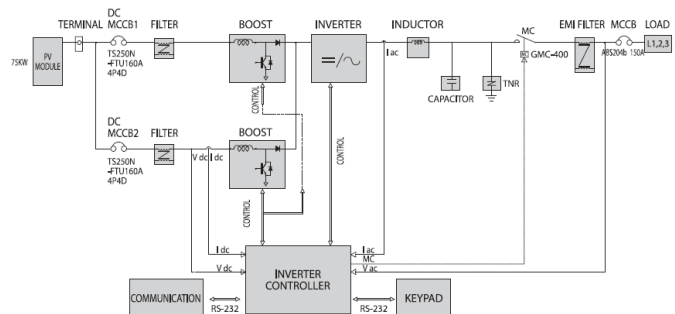 DC
TERMINAL MCCB1 FILTER BOOST INVERTER INDUCTOR MC EMI FILTER MCCB LOAD
75KW
PV
MODULE
TS250N
-FTU160A
4P4D
=/~
I ac
GMC-400
ABS204b 150A
L1,2,3
CAPACITOR
TNR
CONTROL
DC
MCCB2 FILTER BOOST
TS250N
-FTU160A
4P4D
V dc I dc
CONTROL
CONTROL
I dc
V dc
I ac
MC
V ac
INVERTER
CONTROLLER
COMMUNICATION
RS-232
RS-232
KEYPAD